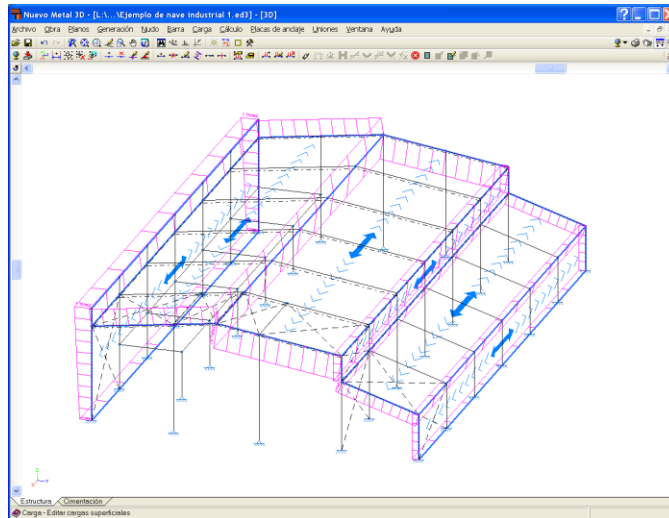 Nuevo Metal 3D - [L:\...\Ejemplo de nave industrial 1.ed3] - [3D]
Archivo Obra Planos Generación Nudo Barra Carga Cálculo Placas de anclaje Uniones Ventana Ayuda
Estructura Cimentación
Carga - Editar cargas superficiales